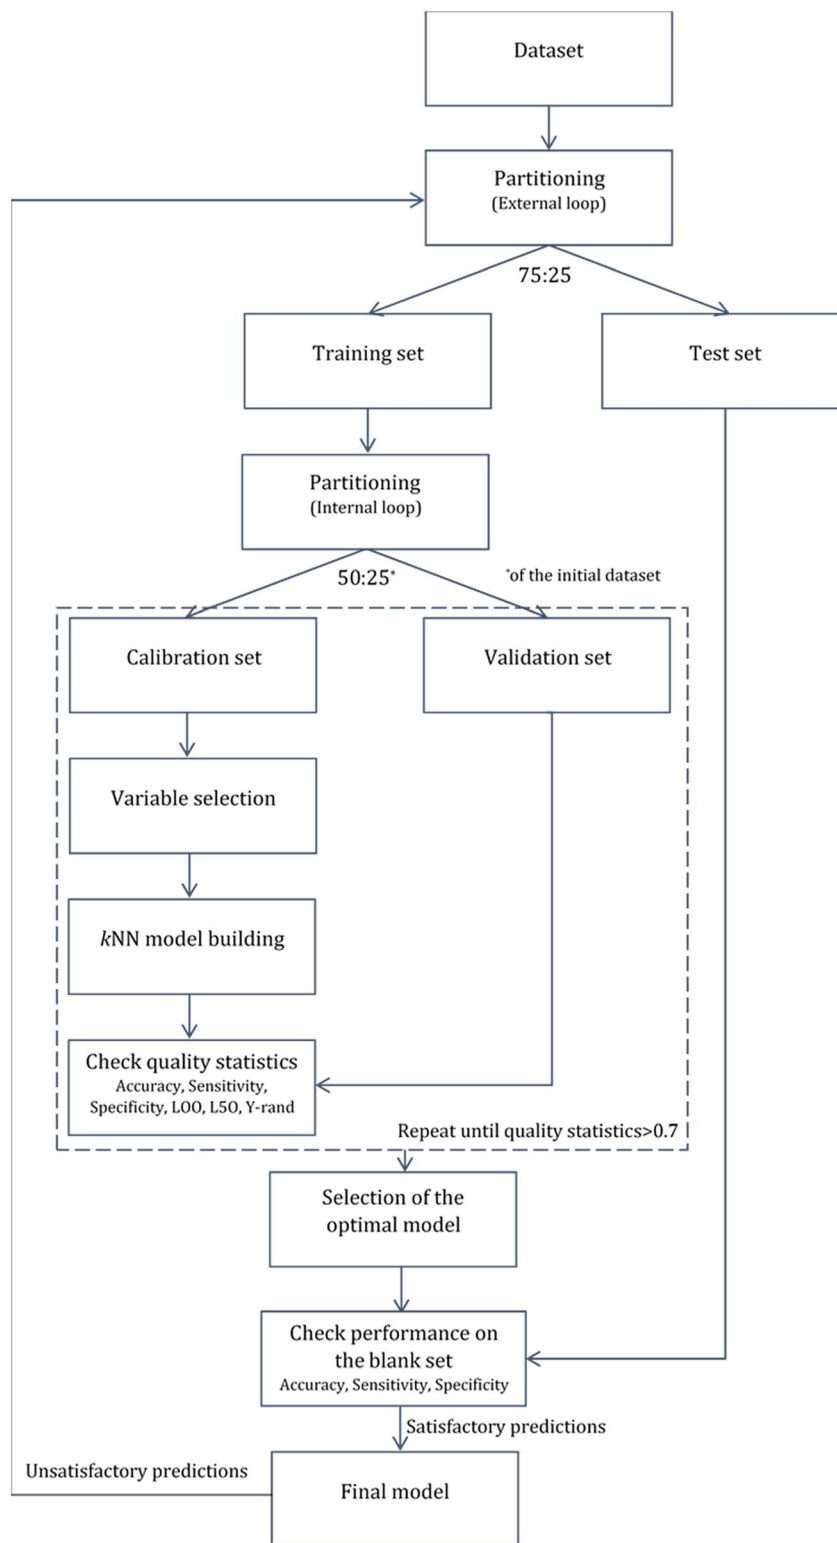 Dataset
Partitioning
(External loop)
75:25
Training set
Test set
Partitioning
(Internal loop)
50:25*
*of the initial dataset
Calibration set
Validation set
Variable selection
kNN model building
Check quality statistics
Accuracy, Sensitivity,
Specificity, LOO, L5O, Y-rand
Repeat until quality statistics>0.7
Selection of the
optimal model
Check performance on
the blank set
Accuracy, Sensitivity, Specificity
Satisfactory predictions
Unsatisfactory predictions
Final model